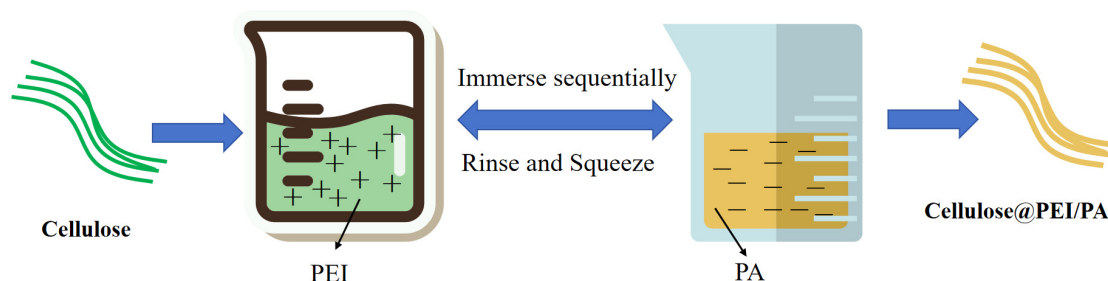 Immerse sequentially
Rinse and Squeeze
Cellulose
PEI
PA
Cellulose@PEI/PA